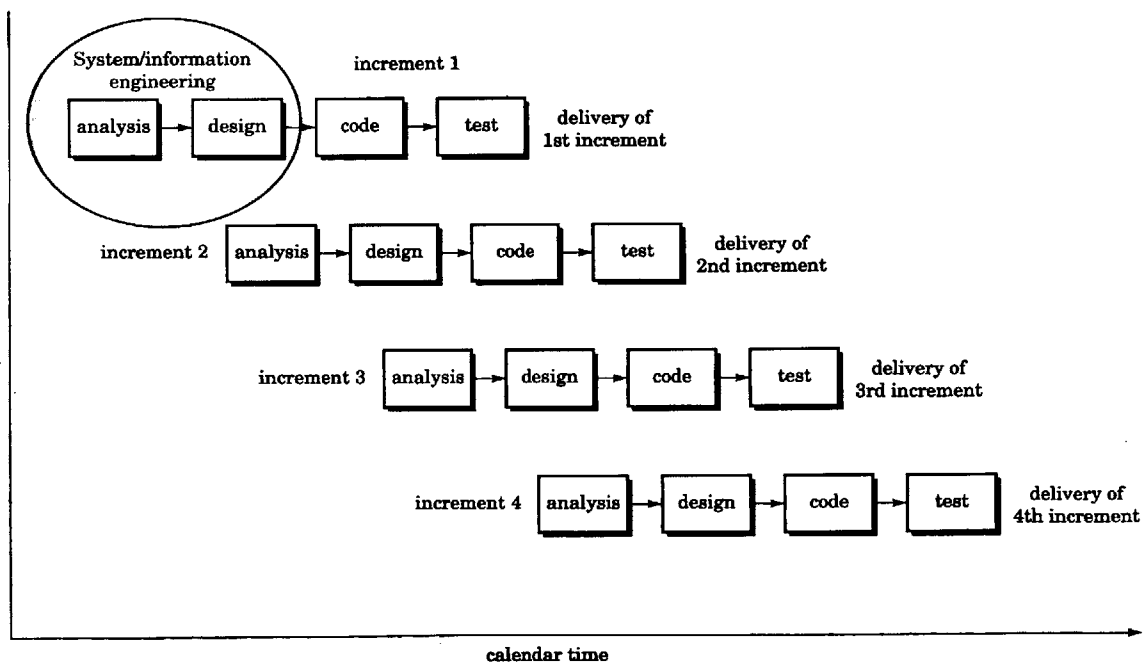 System/information
engineering
increment 1
analysis
design
code
test
delivery of
1st increment
increment 2
analysis
design
code
test
delivery of
2nd increment
increment 3
analysis
design
code
test
delivery of
3rd increment
increment 4
analysis
design
code
test
delivery of
4th increment
calendar time